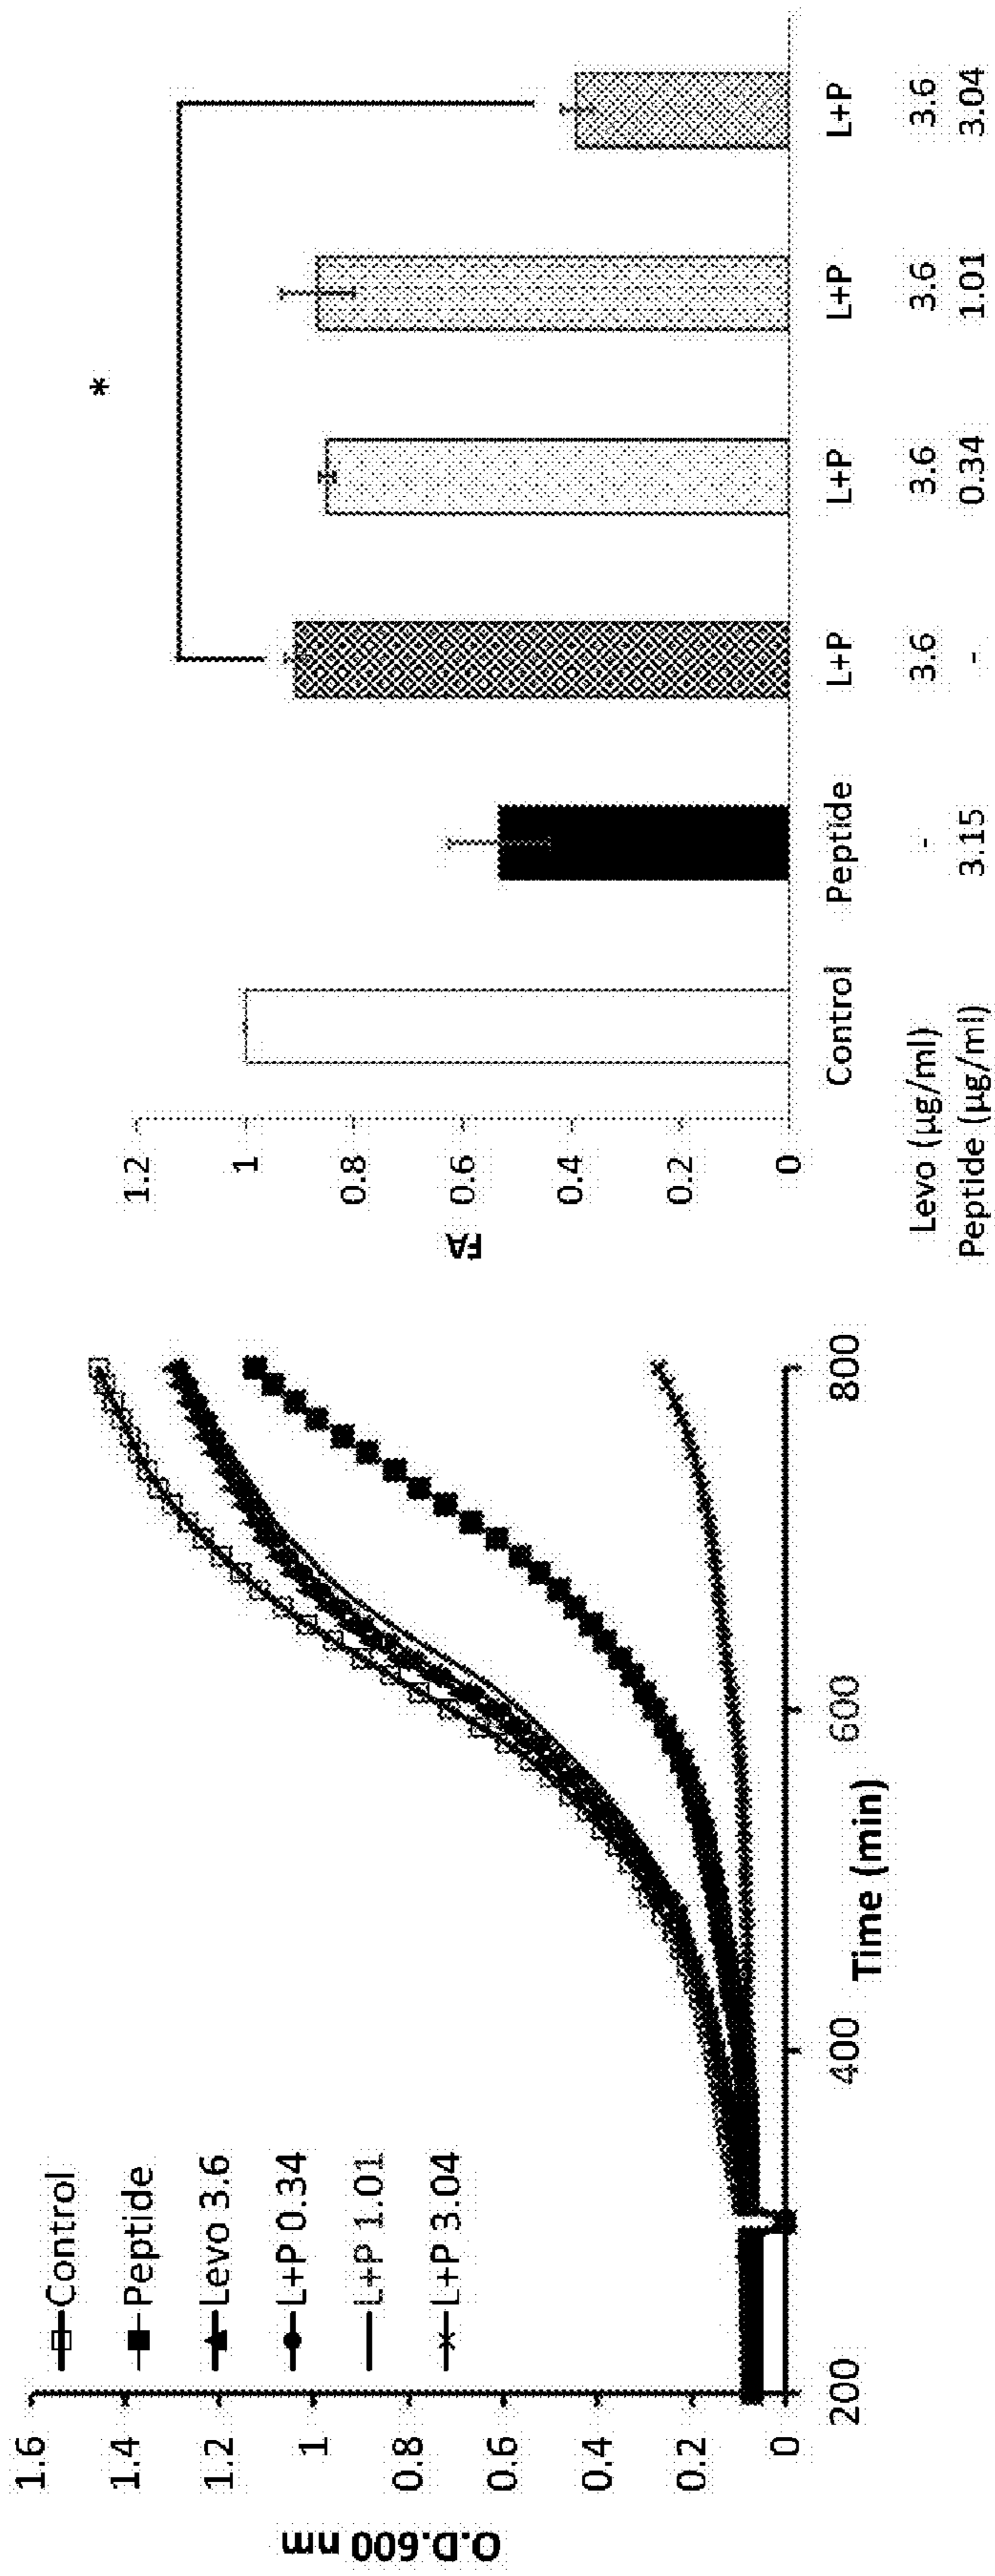 O.D.600 nm
1.6
1.4
1.2
1
0.8
0.6
0.4
0.2
0
Control
Peptide
Levo 3.6
L+P 0.34
L+P 1.01
L+P 3.04
200 400 600 800
Time (min)
FA
1.2
1
0.8
0.6
0.4
0.2
0
*
Control Peptide L+P L+P L+P L+P
Levo (µg/ml) - 3.6 3.6 3.6 3.6
Peptide (µg/ml) 3.15 - 0.34 1.01 3.04